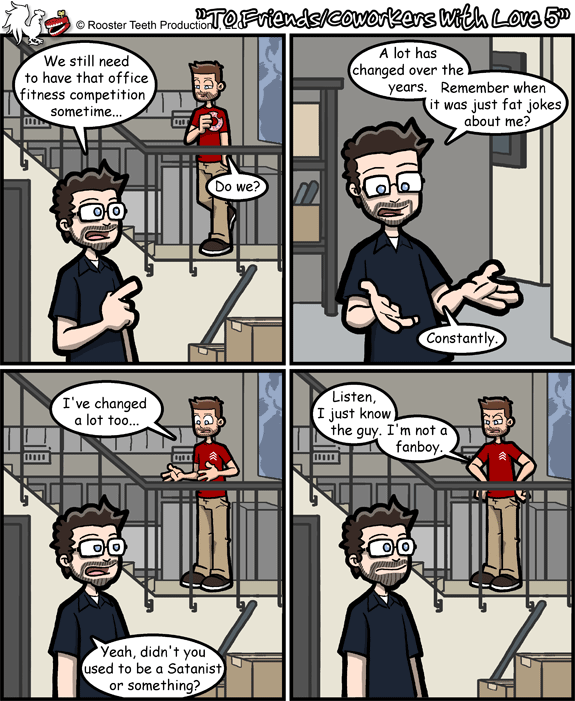 © Rooster Teeth Production
"To Friends/Coworkers With Love 5"
We still need
to have that office
fitness competition
sometime...
Do we?
A lot has
changed over the
years.
Remember when
it was just fat jokes
about me?
Constantly.
I've changed
a lot too...
Yeah, didn't you
used to be a Satanist
or something?
Listen,
I just know
the guy.
I'm not a
fanboy.